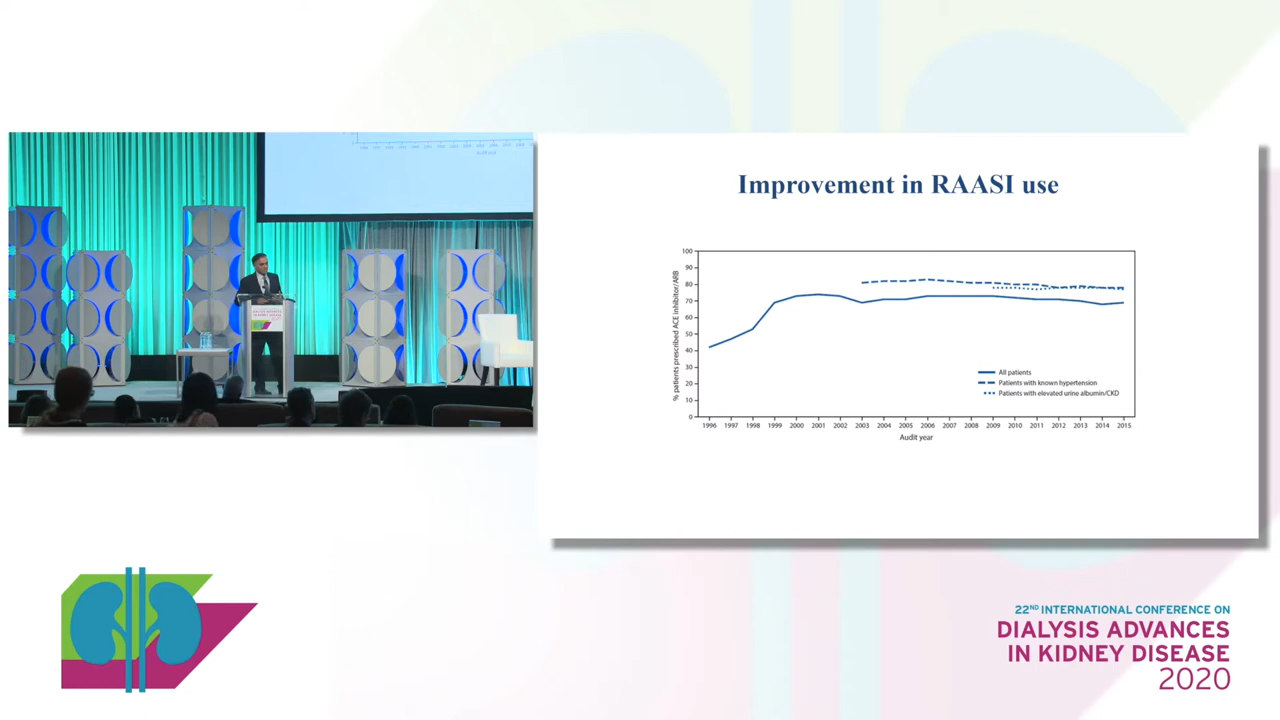 Improvement in RAASI use
% patients prescribed ACE inhibitor/ARB
100
90
80
70
60
50
40
30
20
10
0
All patients
Patients with known hypertension
Patients with elevated urine albumin/CKD
1996 1997 1998 1999 2000 2001 2002 2003 2004 2005 2006 2007 2008 2009 2010 2011 2012 2013 2014 2015
Audit year
22ND INTERNATIONAL CONFERENCE ON
DIALYSIS ADVANCES
IN KIDNEY DISEASE
2020